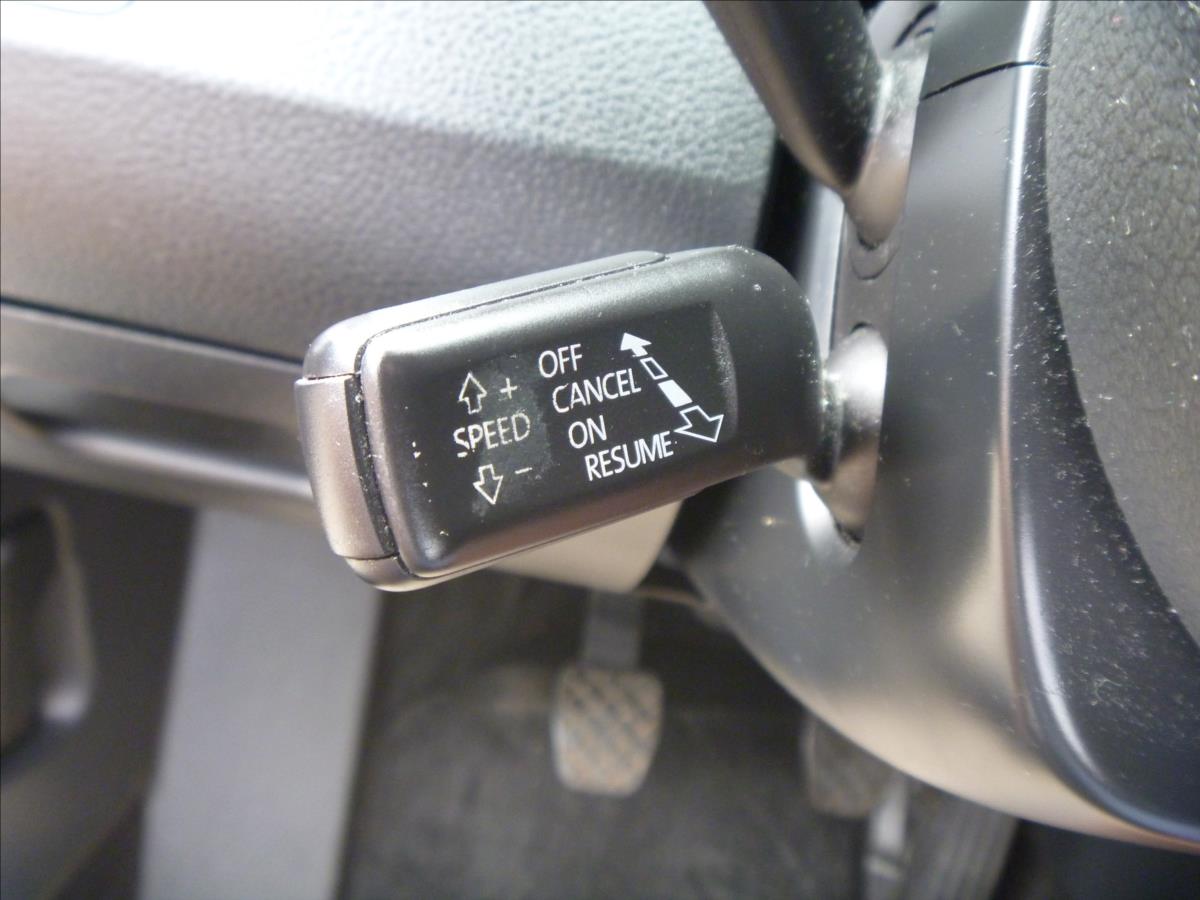 +
SPEED
–
OFF
CANCEL
ON
RESUME